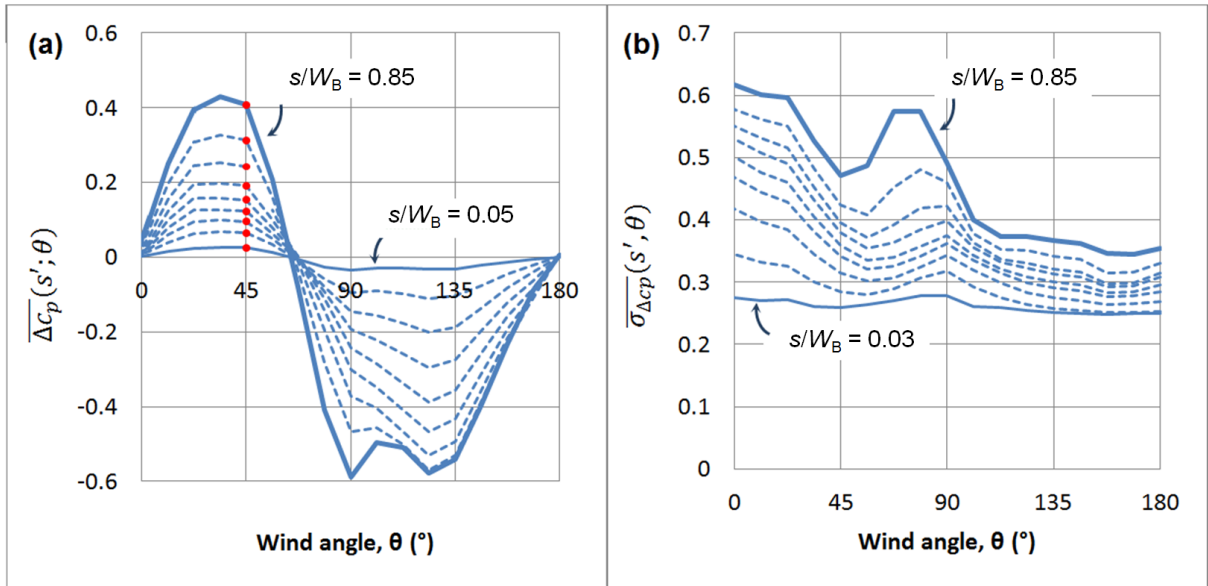 (a)
0.6
0.4
0.2
0
-0.2
-0.4
-0.6
0
45
90
135
180
s/WB = 0.85
s/WB = 0.05
Δcp(s′;θ)
Wind angle, θ (°)
(b)
0.7
0.6
0.5
0.4
0.3
0.2
0.1
0
0
45
90
135
180
s/WB = 0.85
s/WB = 0.03
σΔcp(s′,θ)
Wind angle, θ (°)